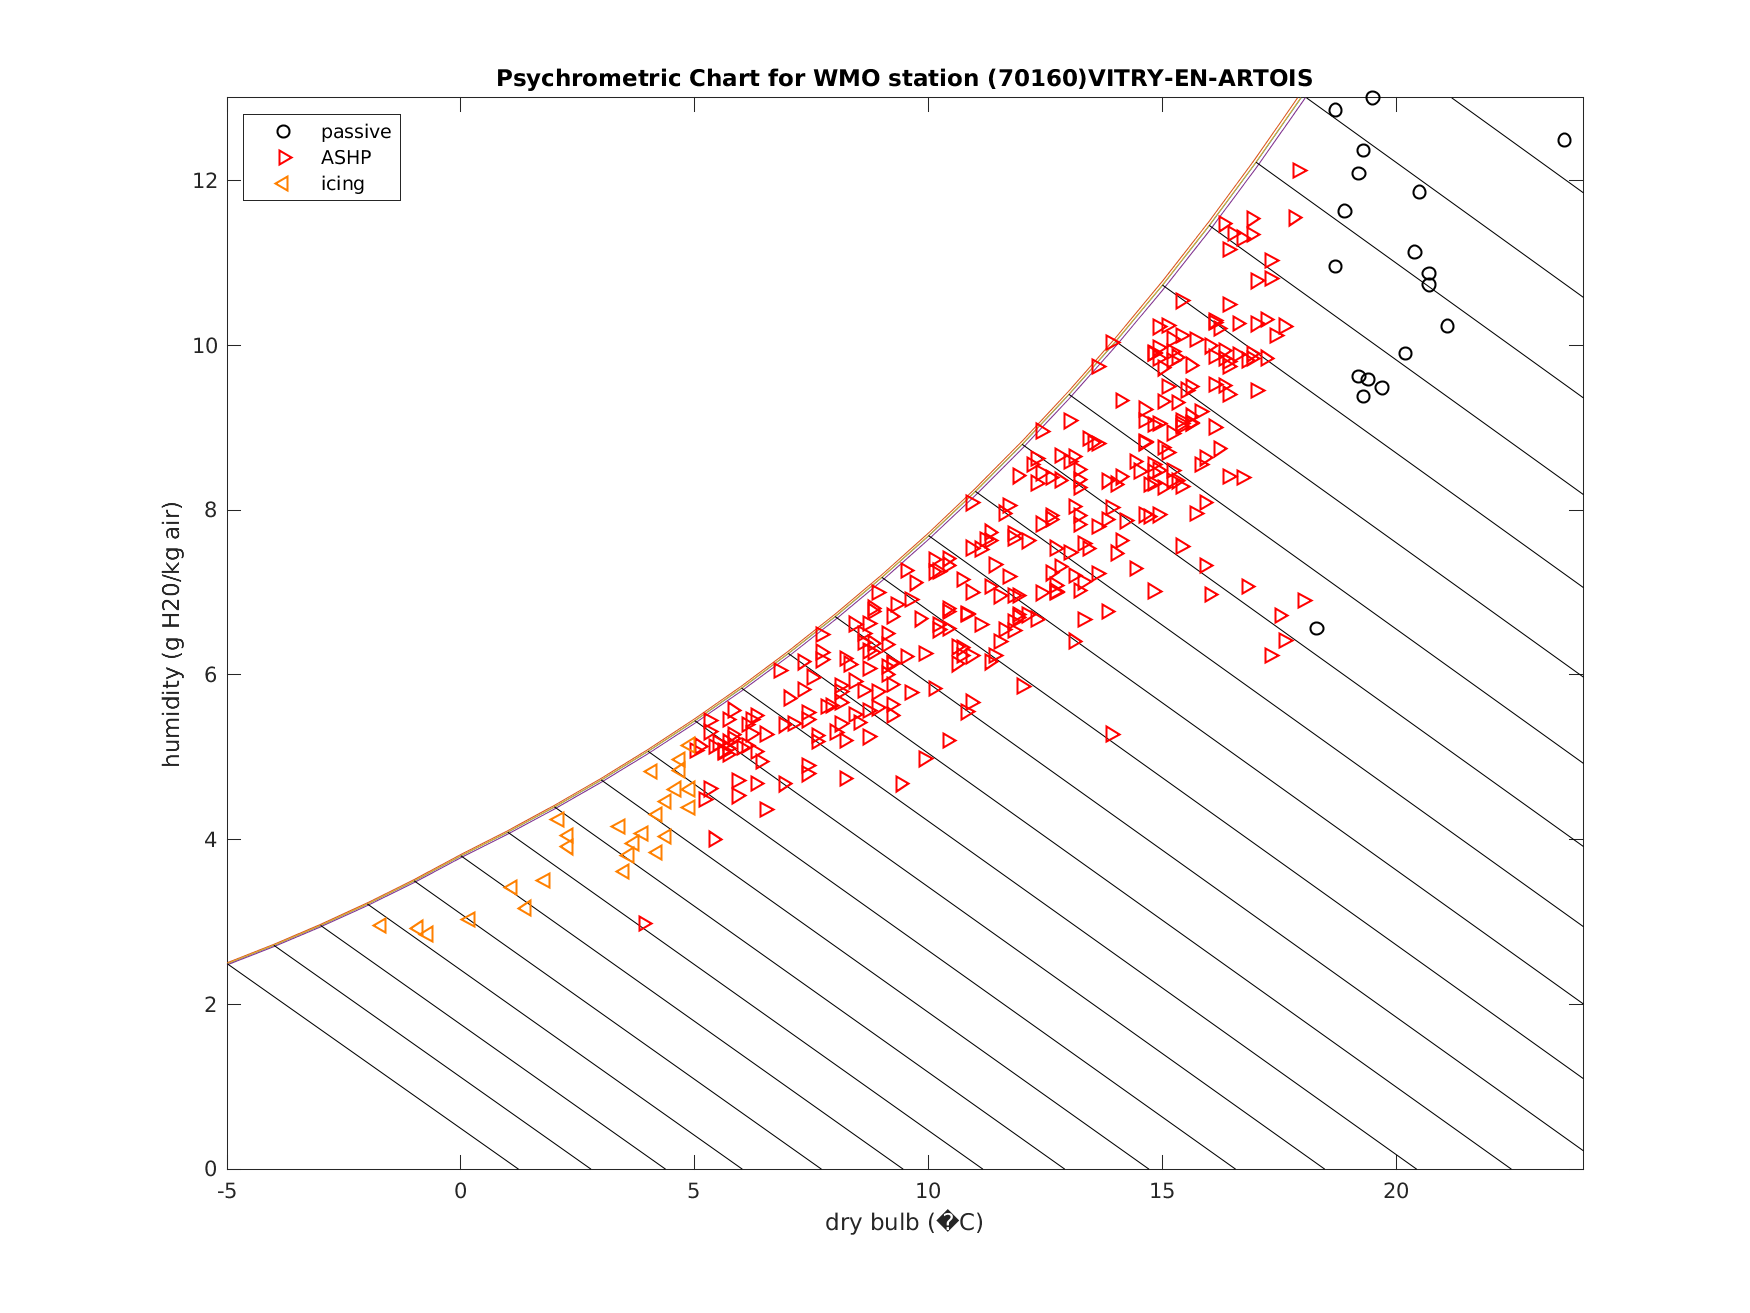 Psychrometric Chart for WMO station (70160)VITRY-EN-ARTOIS
passive
ASHP
icing
humidity (g H20/kg air)
12
10
8
6
4
2
0
-5 0 5 10 15 20
dry bulb (�C)